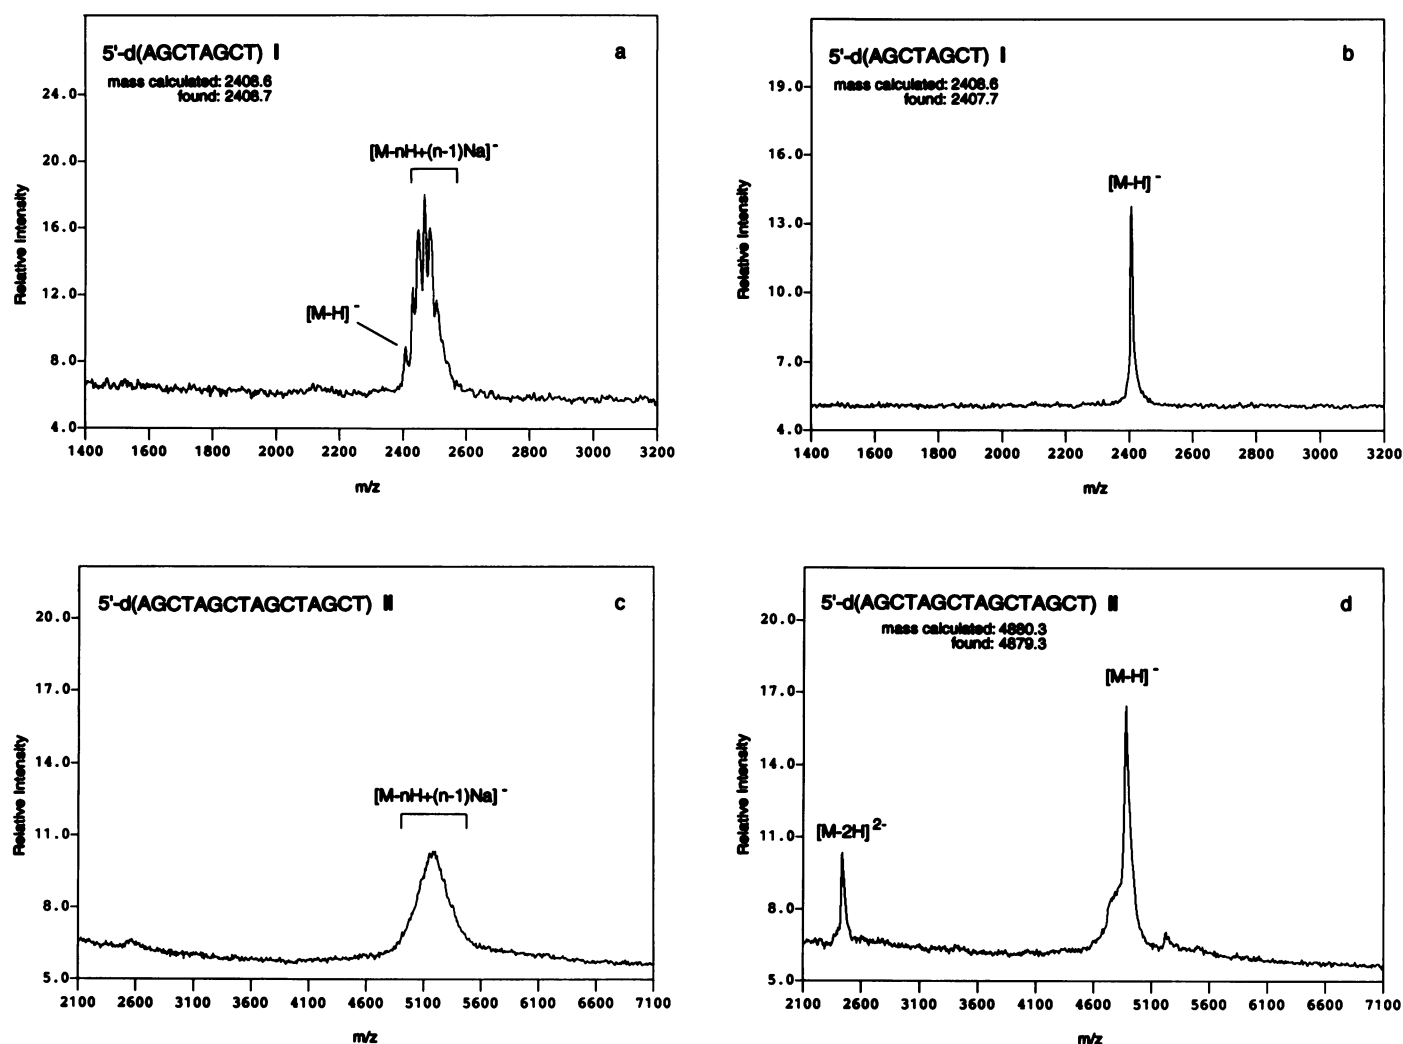 5'-d(AGCTAGCT) I
a
mass calculated: 2408.6
found: 2408.7
24.0
20.0
16.0
12.0
8.0
4.0
Relative Intensity
[M-nH+(n-1)Na]-
[M-H]-
1400 1600 1800 2000 2200 2400 2600 2800 3000 3200
m/z
5'-d(AGCTAGCT) I
b
mass calculated: 2408.6
found: 2407.7
19.0
16.0
13.0
10.0
7.0
4.0
Relative Intensity
[M-H]-
1400 1600 1800 2000 2200 2400 2600 2800 3000 3200
m/z
5'-d(AGCTAGCTAGCTAGCT) II
c
20.0
17.0
14.0
11.0
8.0
5.0
Relative Intensity
[M-nH+(n-1)Na]-
2100 2600 3100 3600 4100 4600 5100 5600 6100 6600 7100
m/z
5'-d(AGCTAGCTAGCTAGCT) II
d
mass calculated: 4880.3
found: 4879.3
20.0
17.0
14.0
11.0
8.0
5.0
Relative Intensity
[M-H]-
[M-2H]2-
2100 2600 3100 3600 4100 4600 5100 5600 6100 6600 7100
m/z